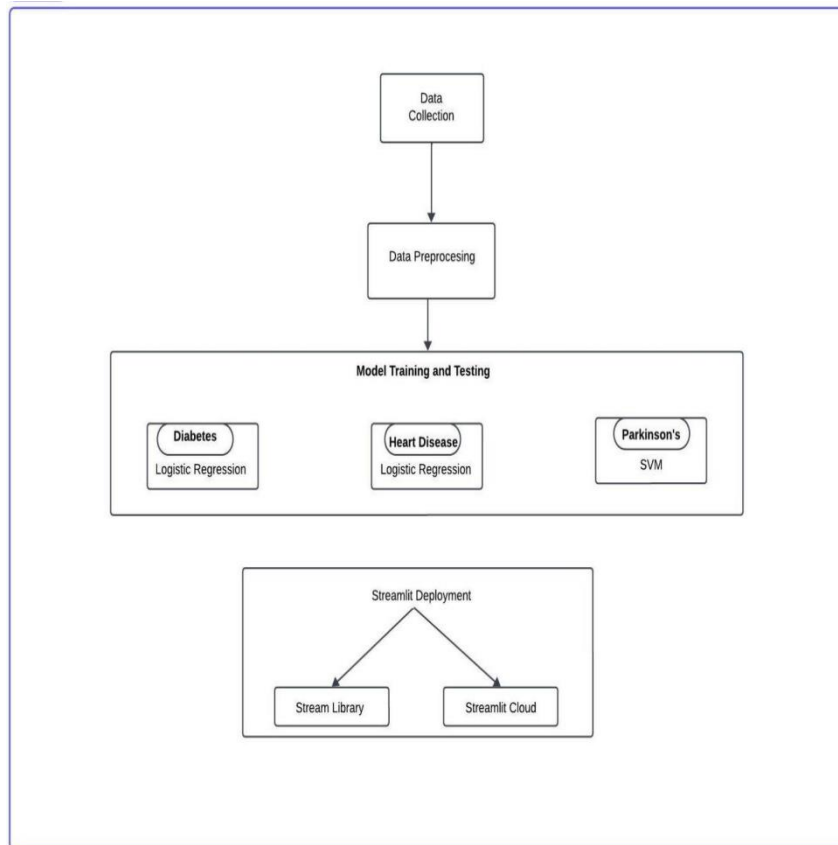 Data
Collection
Data Preprocesing
Model Training and Testing
Diabetes
Logistic Regression
Heart Disease
Logistic Regression
Parkinson's
SVM
Streamlit Deployment
Stream Library
Streamlit Cloud